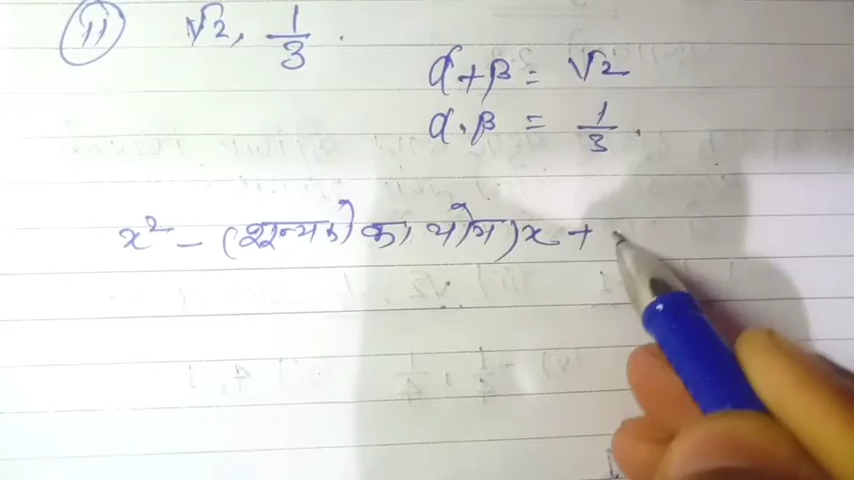 (ii) √2, 1/3.
α+β = √2
α.β = 1/3.
x² - (शून्यकों का योग)x +